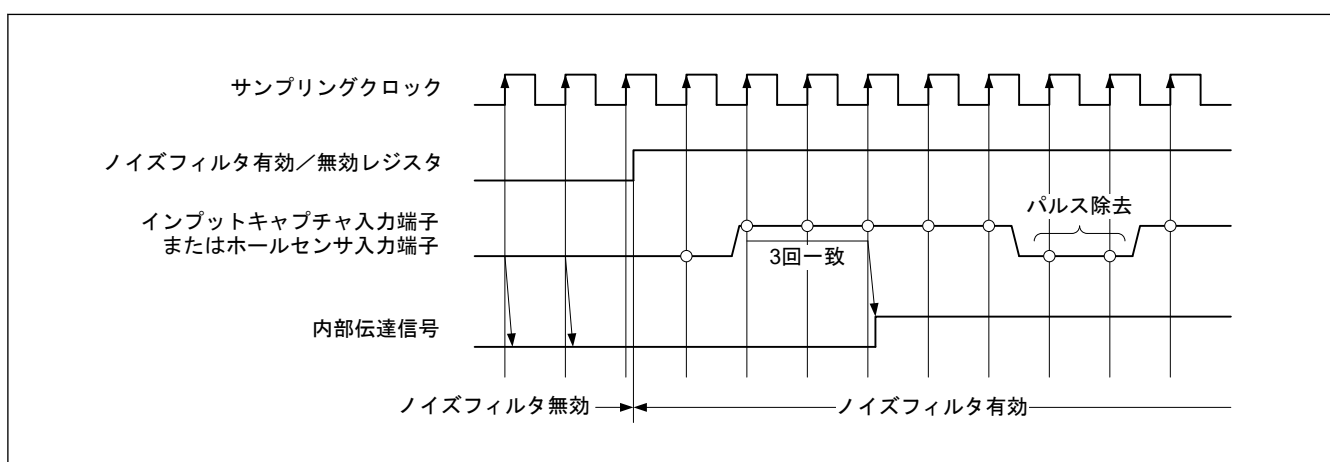 サンプリングクロック
ノイズフィルタ有効／無効レジスタ
インプットキャプチャ入力端子
またはホールセンサ入力端子
パルス除去
3回一致
内部伝達信号
ノイズフィルタ無効
ノイズフィルタ有効